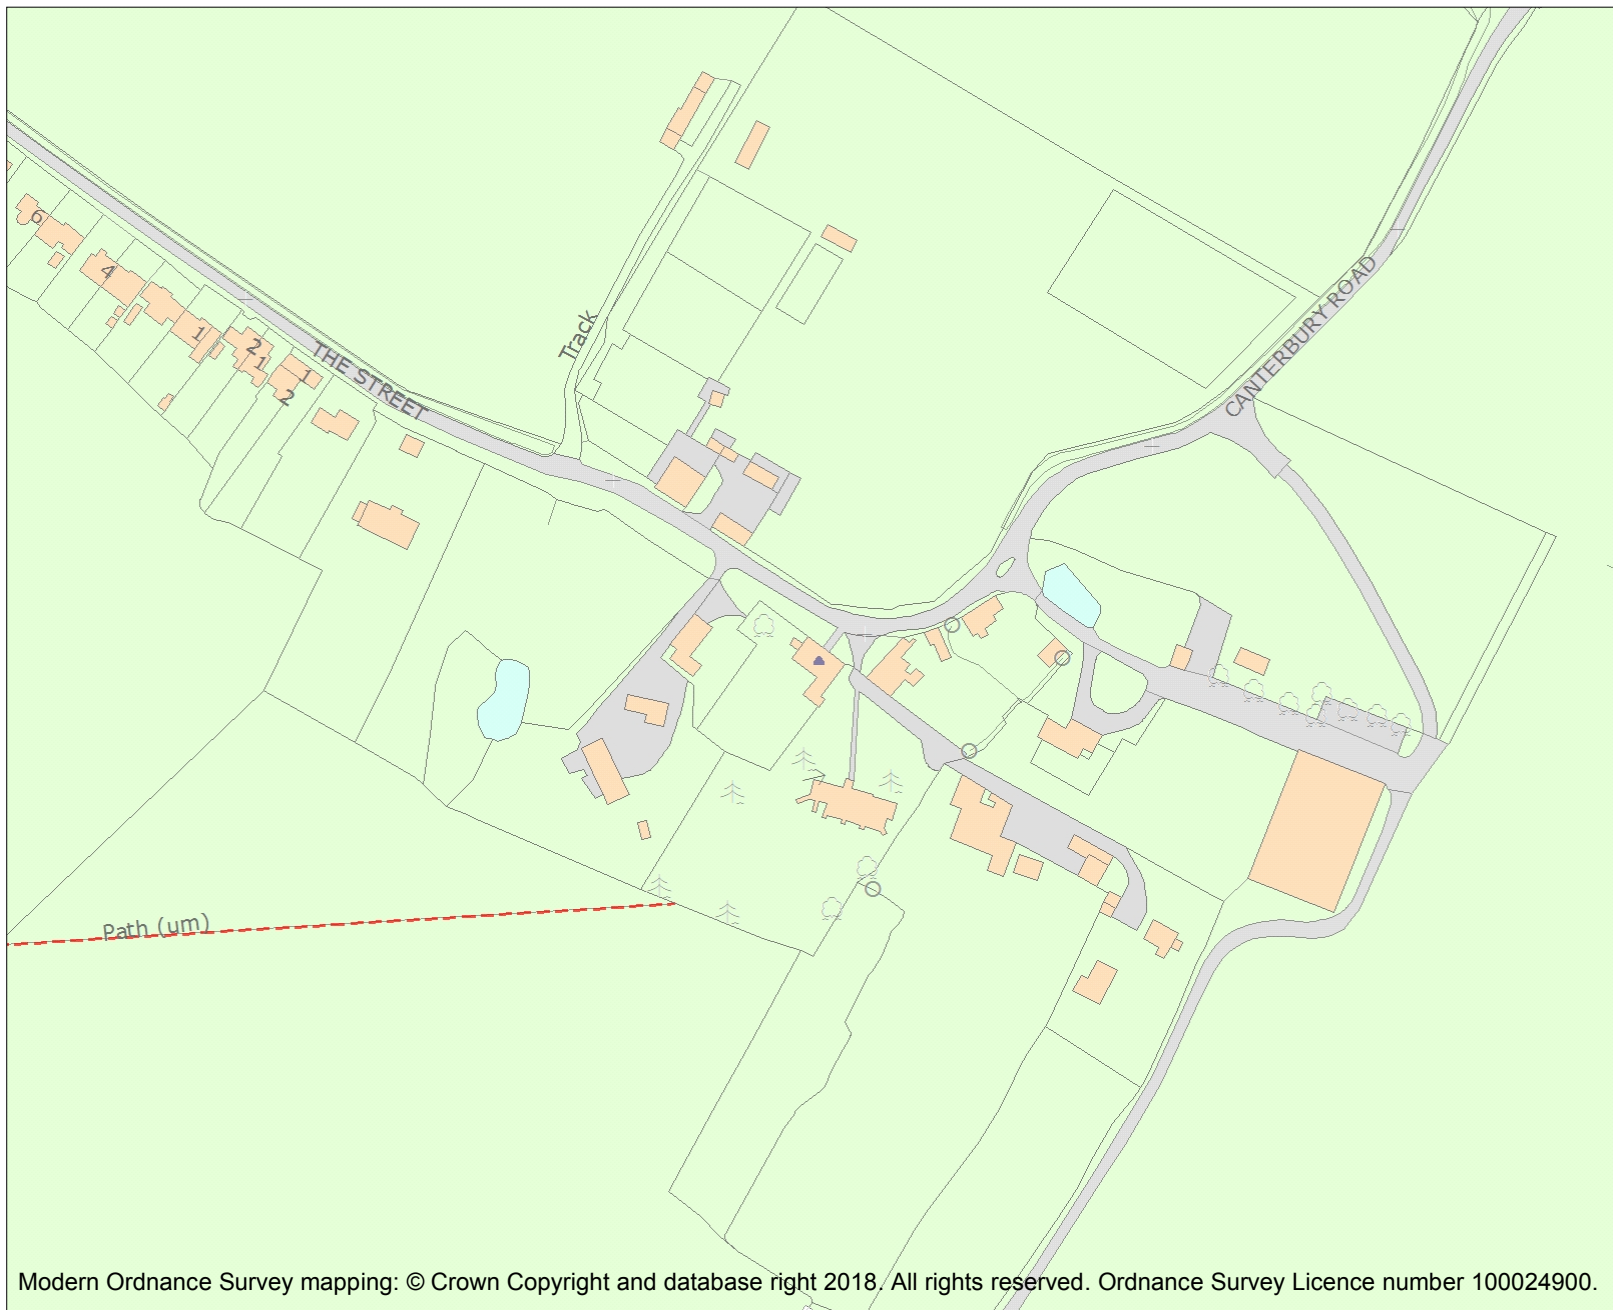 6
4
1
2
1
1
2
THE STREET
Track
CANTERBURY ROAD
Path (um)
Modern Ordnance Survey mapping: © Crown Copyright and database right 2018. All rights reserved. Ordnance Survey Licence number 100024900.